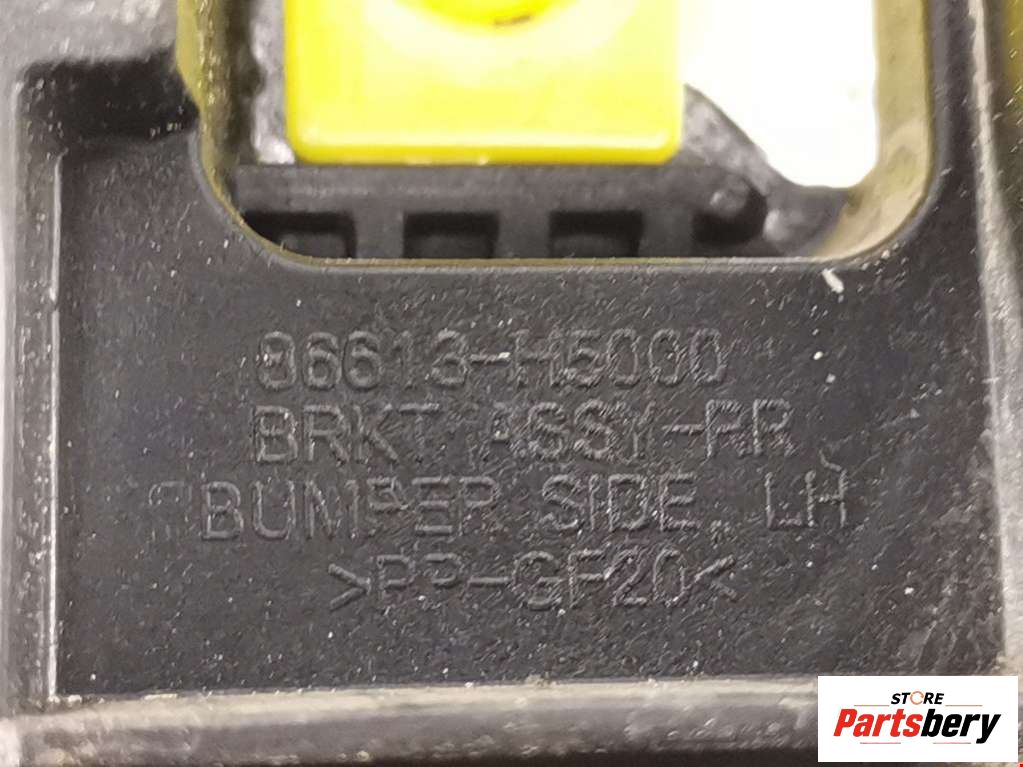 86613-H5000
BRKT ASSY-RR
BUMPER SIDE, LH
>PP-GF20<
STORE
Partsbery